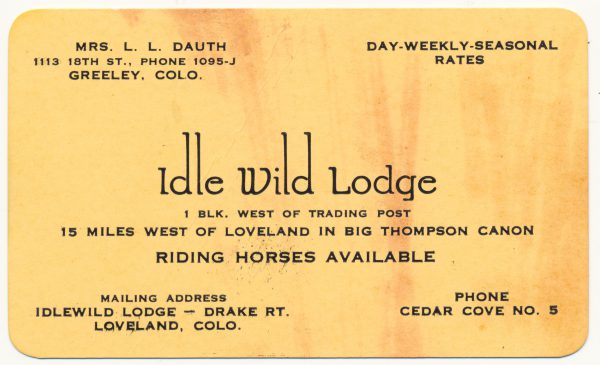 MRS. L. L. DAUTH
1113 18TH ST., PHONE 1095-J
GREELEY, COLO.
DAY-WEEKLY-SEASONAL
RATES
Idle Wild Lodge
1 BLK. WEST OF TRADING POST
15 MILES WEST OF LOVELAND IN BIG THOMPSON CANON
RIDING HORSES AVAILABLE
MAILING ADDRESS
IDLEWILD LODGE — DRAKE RT.
LOVELAND, COLO.
PHONE
CEDAR COVE NO. 5